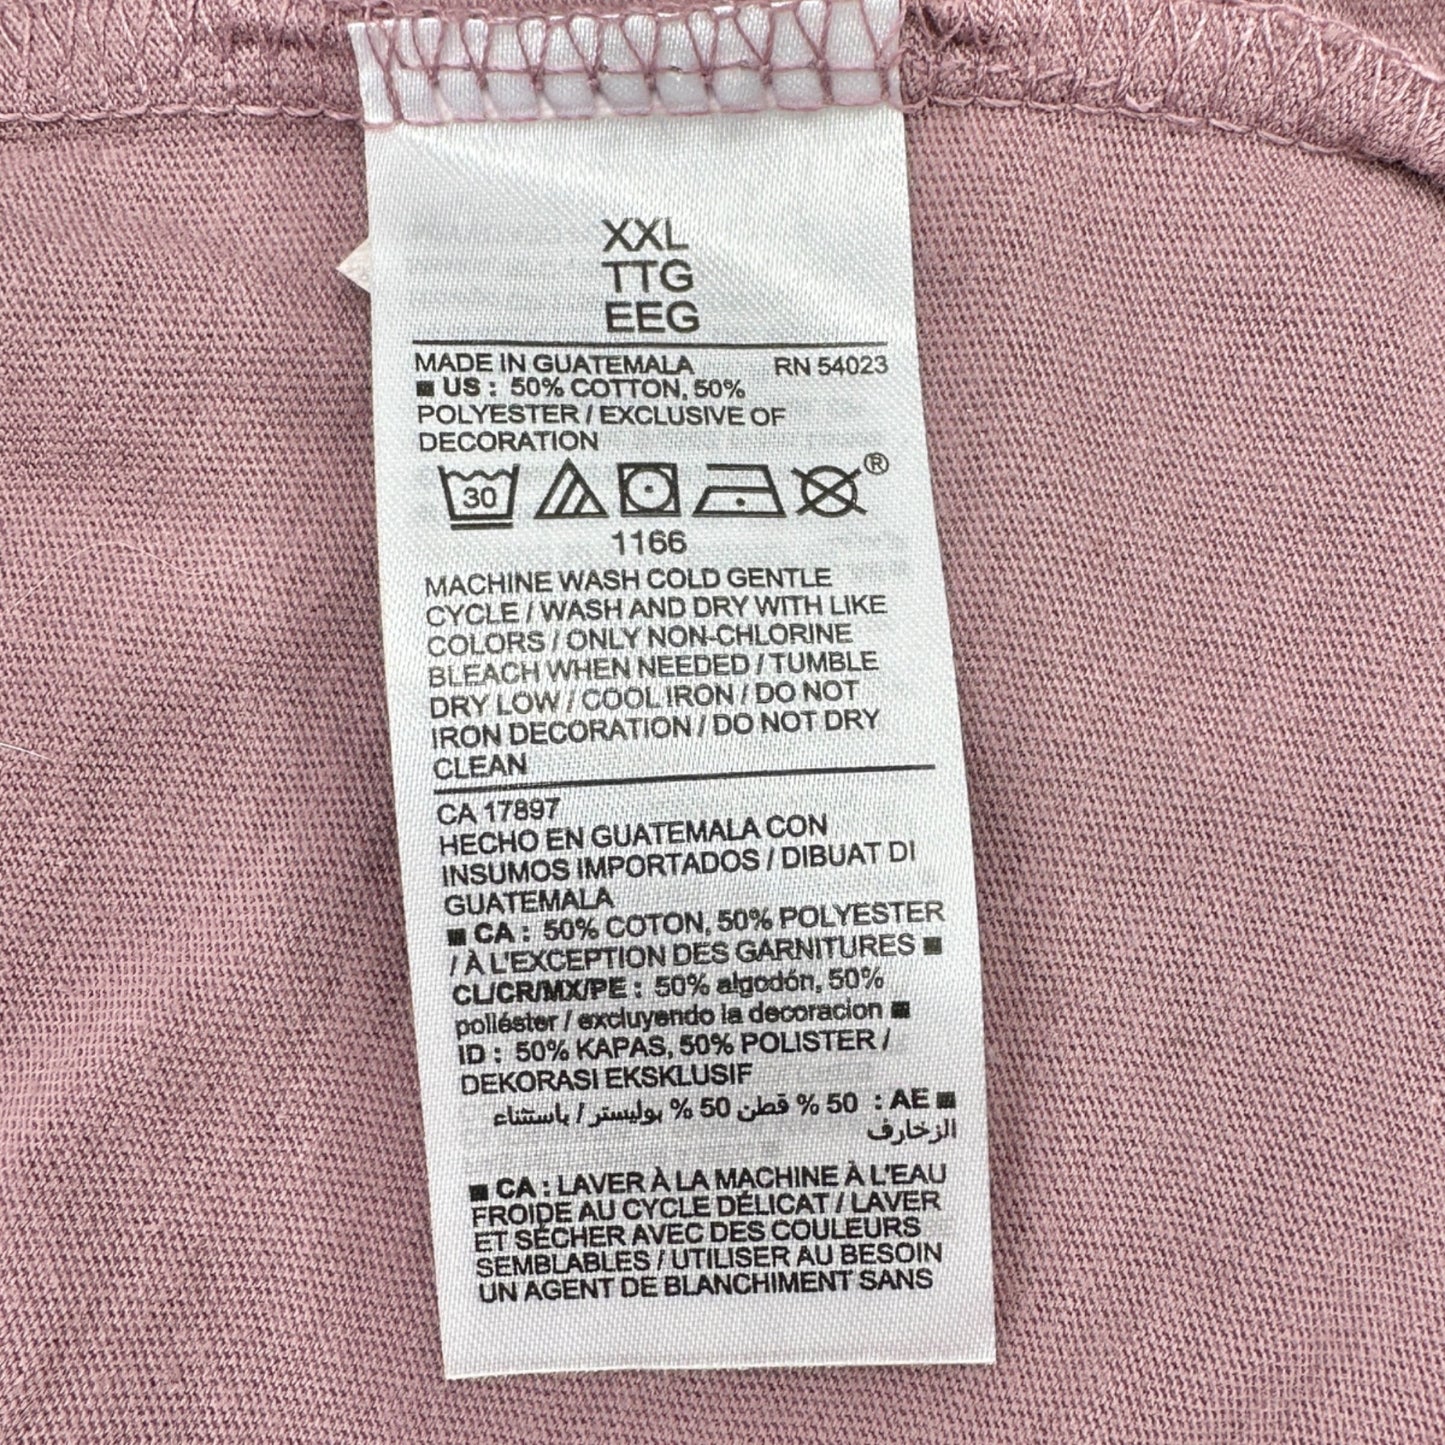 XXL
TTG
EEG
MADE IN GUATEMALA RN 54023
■ US : 50% COTTON, 50%
POLYESTER / EXCLUSIVE OF
DECORATION
30 ®
1166
MACHINE WASH COLD GENTLE
CYCLE / WASH AND DRY WITH LIKE
COLORS / ONLY NON-CHLORINE
BLEACH WHEN NEEDED / TUMBLE
DRY LOW / COOL IRON / DO NOT
IRON DECORATION / DO NOT DRY
CLEAN
CA 17897
HECHO EN GUATEMALA CON
INSUMOS IMPORTADOS / DIBUAT DI
GUATEMALA
■ CA : 50% COTON, 50% POLYESTER
/ À L'EXCEPTION DES GARNITURES ■
CL/CR/MX/PE : 50% algodón, 50%
poliéster / excluyendo la decoracion ■
ID : 50% KAPAS, 50% POLISTER /
DEKORASI EKSKLUSIF
■ AE : 50 % قطن 50 % بوليستر / باستثناء
الزخارف
■ CA : LAVER À LA MACHINE À L'EAU
FROIDE AU CYCLE DÉLICAT / LAVER
ET SÉCHER AVEC DES COULEURS
SEMBLABLES / UTILISER AU BESOIN
UN AGENT DE BLANCHIMENT SANS